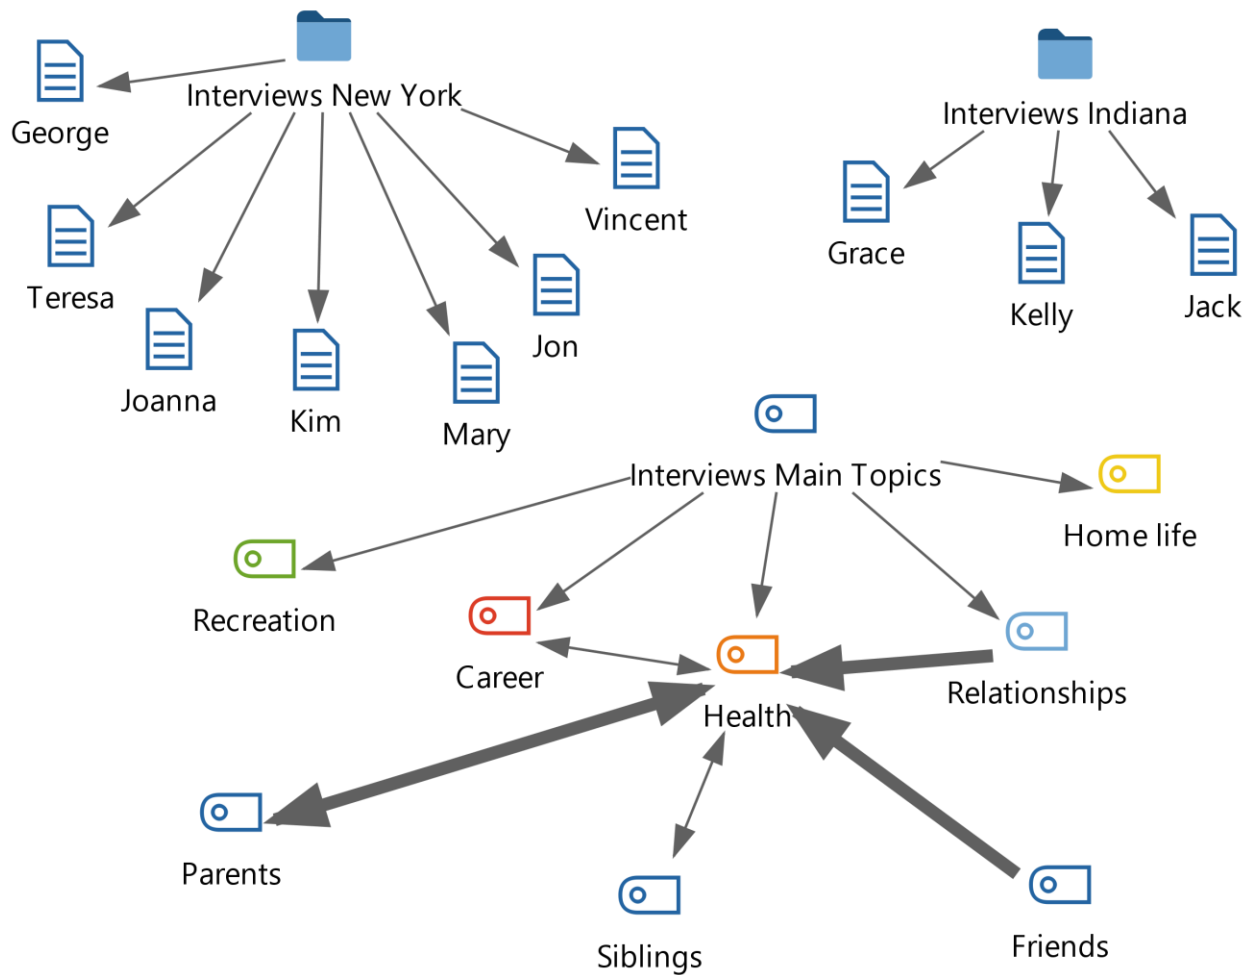 George
Interviews New York
Interviews Indiana
Vincent
Grace
Teresa
Kelly
Jack
Jon
Joanna
Kim
Mary
Interviews Main Topics
Home life
Recreation
Career
Health
Relationships
Parents
Siblings
Friends